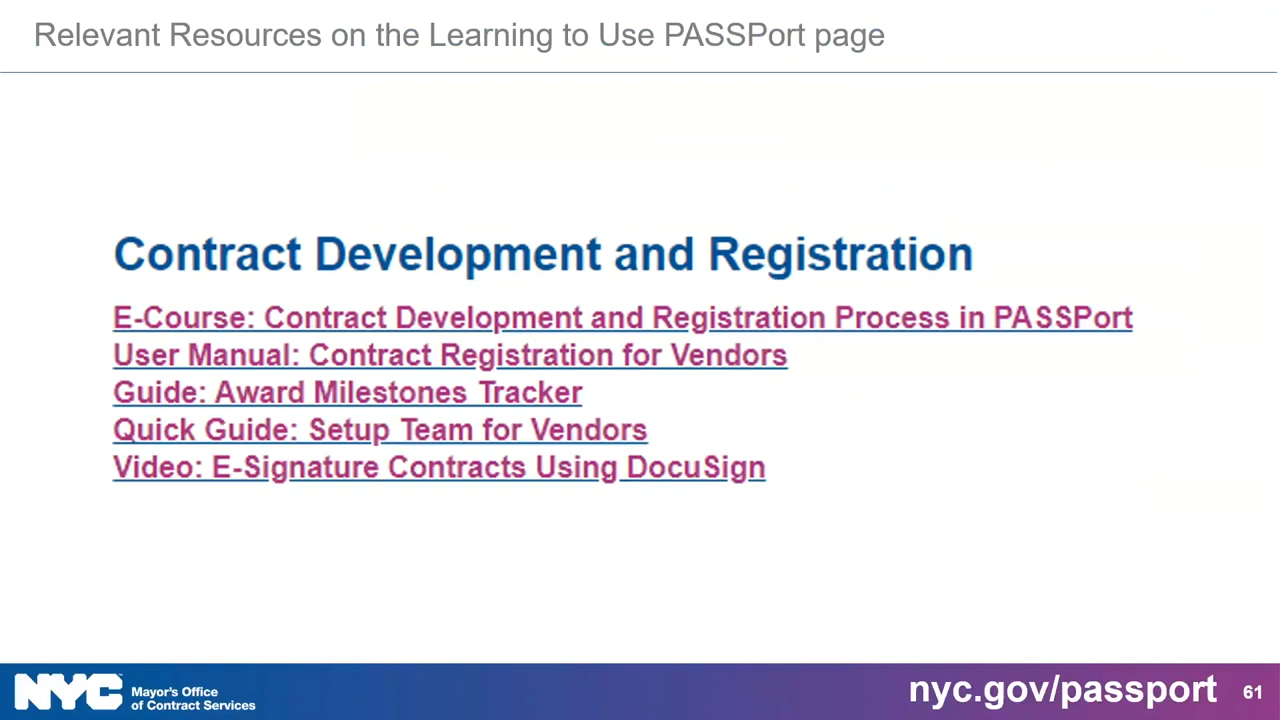 Relevant Resources on the Learning to Use PASSPort page
Contract Development and Registration
E-Course: Contract Development and Registration Process in PASSPort
User Manual: Contract Registration for Vendors
Guide: Award Milestones Tracker
Quick Guide: Setup Team for Vendors
Video: E-Signature Contracts Using DocuSign
NYC
Mayor's Office
of Contract Services
nyc.gov/passport
61